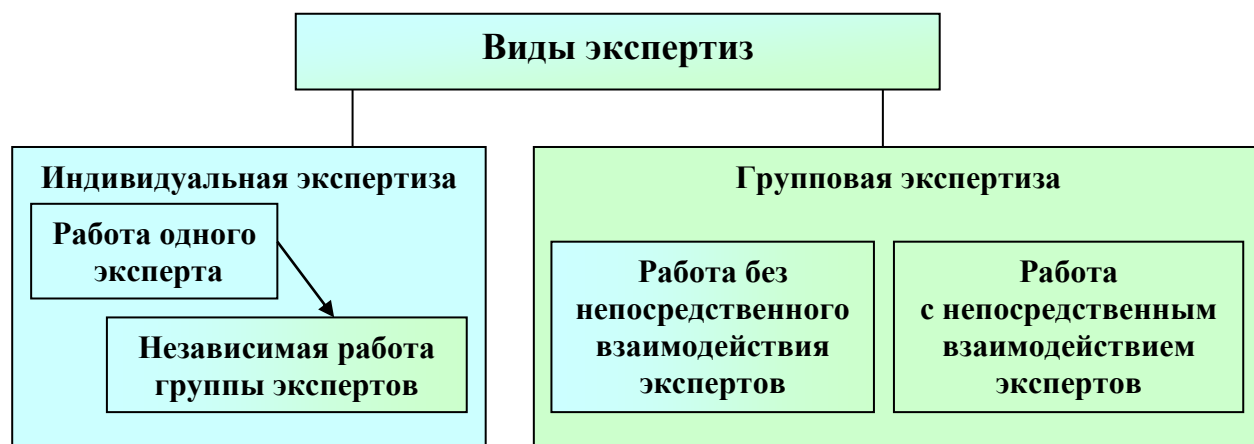 Виды экспертиз
Индивидуальная экспертиза
Работа одного
эксперта
Независимая работа
группы экспертов
Групповая экспертиза
Работа без
непосредственного
взаимодействия
экспертов
Работа
с непосредственным
взаимодействием
экспертов